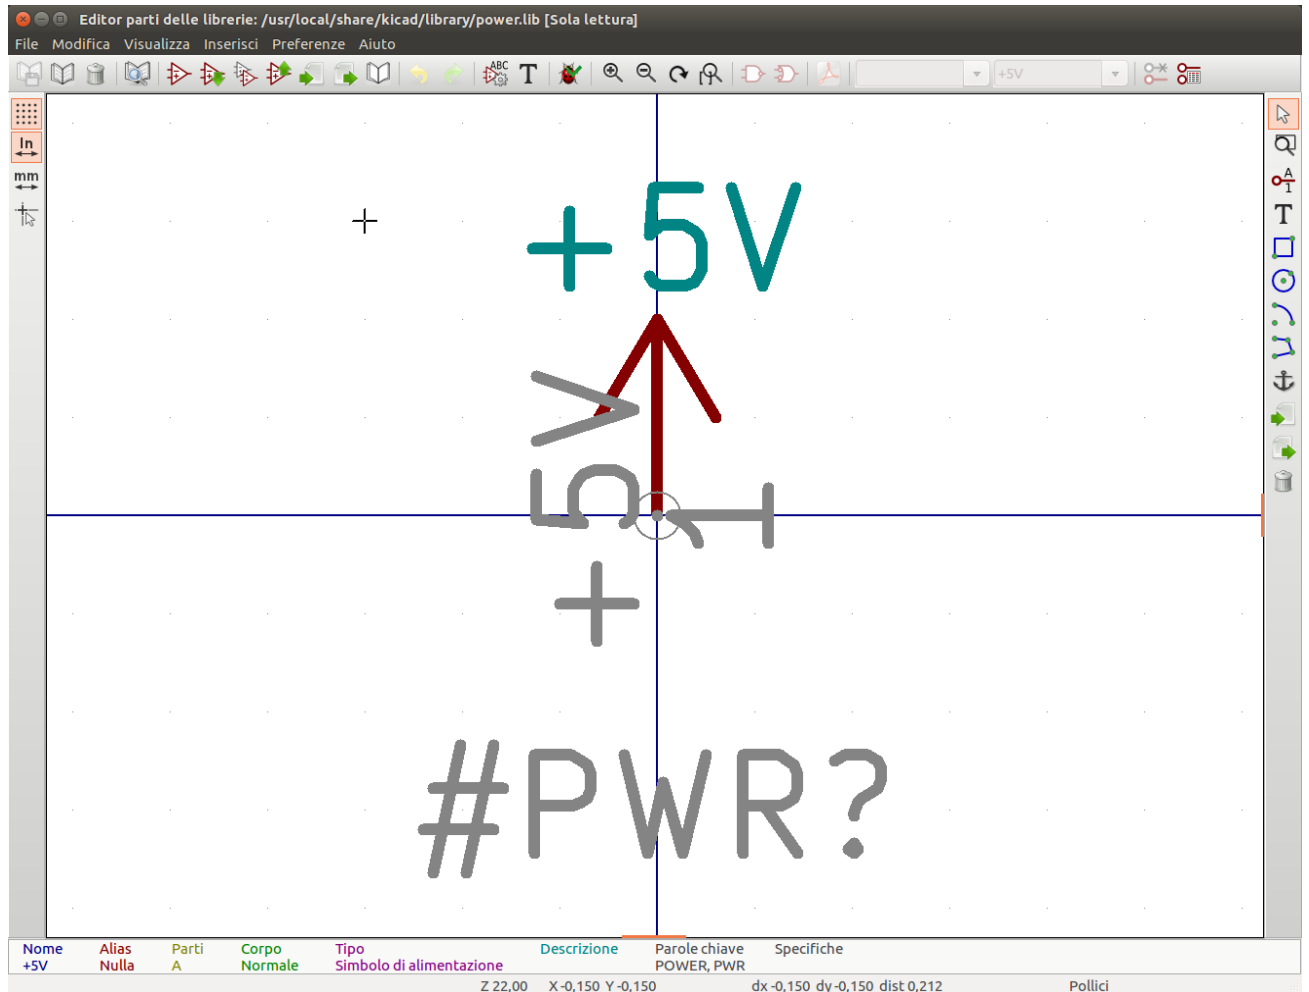 Editor parti delle librerie: /usr/local/share/kicad/library/power.lib [Sola lettura]
File Modifica Visualizza Inserisci Preferenze Aiuto
ABC T +5V
In
mm
A
1
T
+5V
+5V
1
#PWR?
Nome Alias Parti Corpo Tipo Descrizione Parole chiave Specifiche
+5V Nulla A Normale Simbolo di alimentazione POWER, PWR
Z 22,00 X -0,150 Y -0,150 dx -0,150 dy -0,150 dist 0,212 Pollici